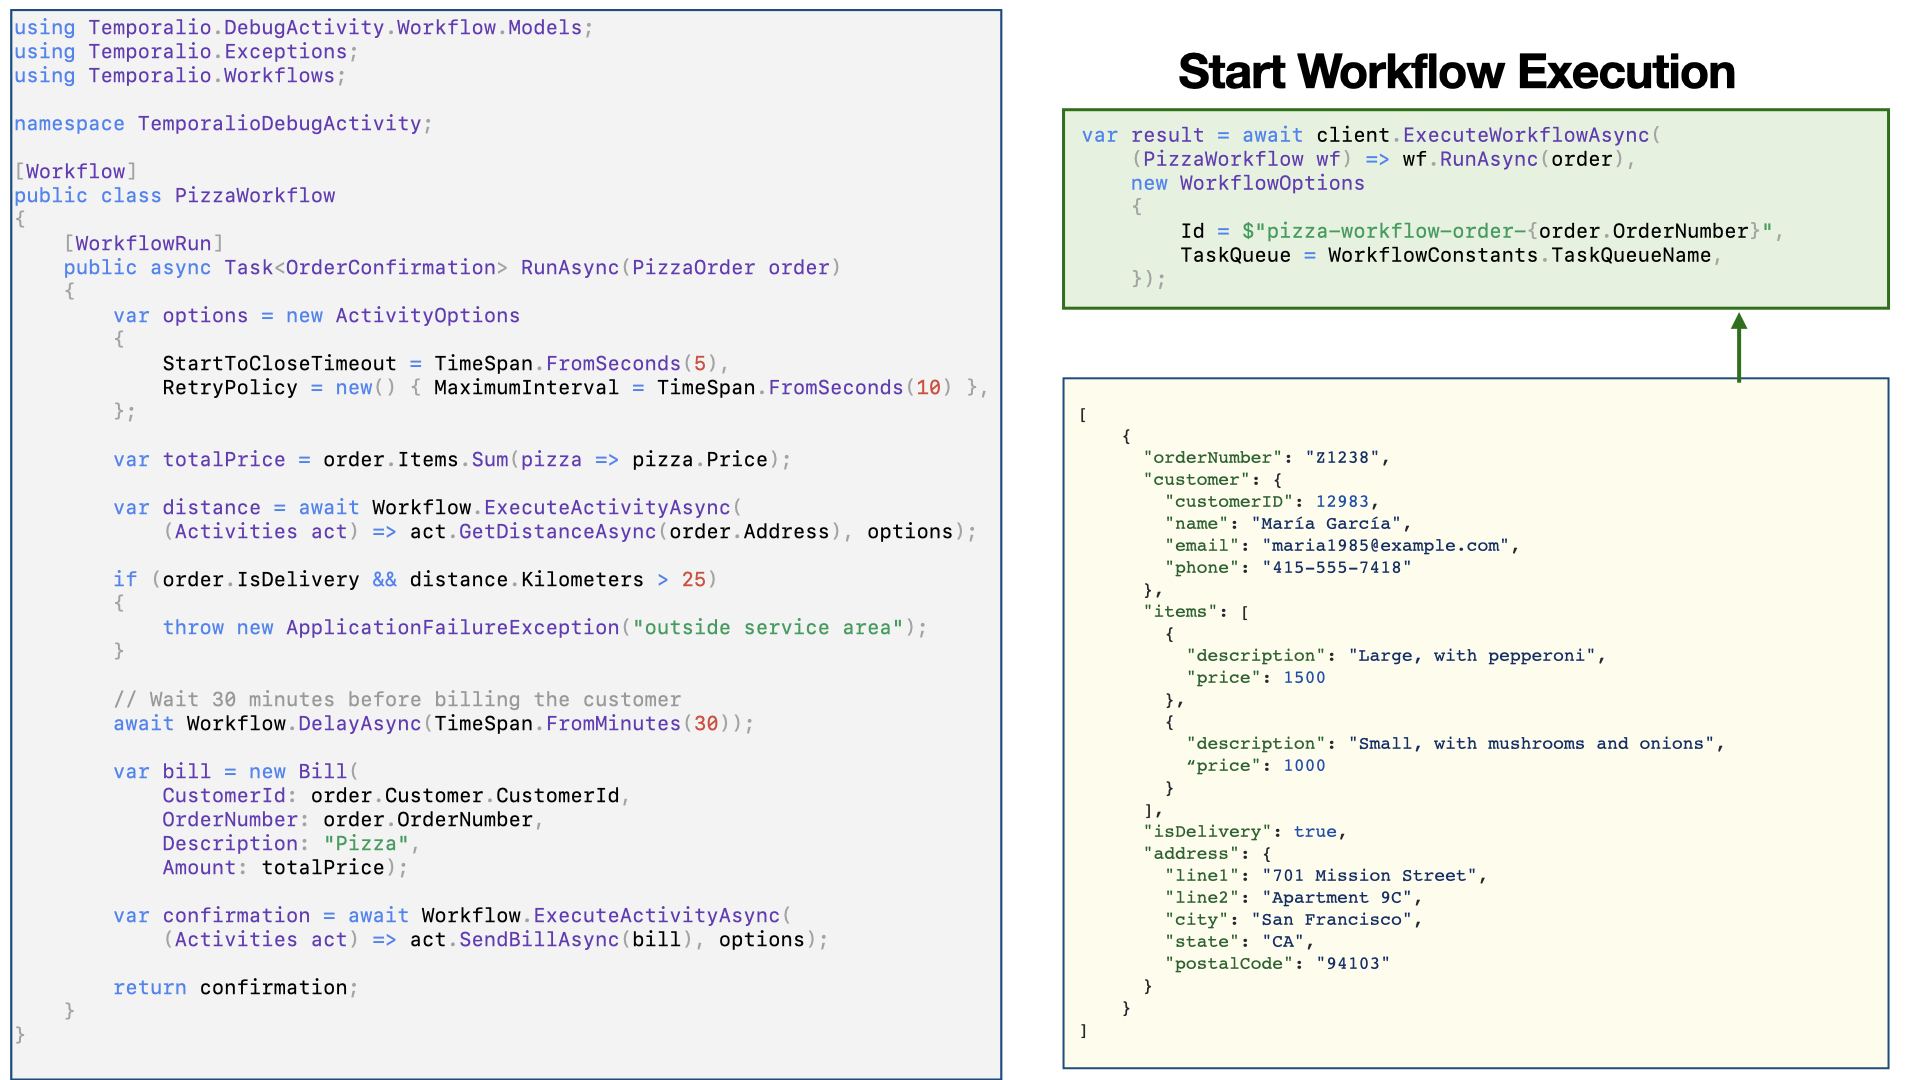 using Temporalio.DebugActivity.Workflow.Models;
using Temporalio.Exceptions;
using Temporalio.Workflows;

namespace TemporalioDebugActivity;

[Workflow]
public class PizzaWorkflow
{
    [WorkflowRun]
    public async Task<OrderConfirmation> RunAsync(PizzaOrder order)
    {
        var options = new ActivityOptions
        {
            StartToCloseTimeout = TimeSpan.FromSeconds(5),
            RetryPolicy = new() { MaximumInterval = TimeSpan.FromSeconds(10) },
        };

        var totalPrice = order.Items.Sum(pizza => pizza.Price);

        var distance = await Workflow.ExecuteActivityAsync(
            (Activities act) => act.GetDistanceAsync(order.Address), options);

        if (order.IsDelivery && distance.Kilometers > 25)
        {
            throw new ApplicationFailureException("outside service area");
        }

        // Wait 30 minutes before billing the customer
        await Workflow.DelayAsync(TimeSpan.FromMinutes(30));

        var bill = new Bill(
            CustomerId: order.Customer.CustomerId,
            OrderNumber: order.OrderNumber,
            Description: "Pizza",
            Amount: totalPrice);

        var confirmation = await Workflow.ExecuteActivityAsync(
            (Activities act) => act.SendBillAsync(bill), options);

        return confirmation;
    }
}
Start Workflow Execution
var result = await client.ExecuteWorkflowAsync(
    (PizzaWorkflow wf) => wf.RunAsync(order),
    new WorkflowOptions
    {
        Id = $"pizza-workflow-order-{order.OrderNumber}",
        TaskQueue = WorkflowConstants.TaskQueueName,
    });
[
    {
      "orderNumber": "Z1238",
      "customer": {
        "customerID": 12983,
        "name": "María García",
        "email": "maria1985@example.com",
        "phone": "415-555-7418"
      },
      "items": [
        {
          "description": "Large, with pepperoni",
          "price": 1500
        },
        {
          "description": "Small, with mushrooms and onions",
          “price": 1000
        }
      ],
      "isDelivery": true,
      "address": {
        "line1": "701 Mission Street",
        "line2": "Apartment 9C",
        "city": "San Francisco",
        "state": "CA",
        "postalCode": "94103"
      }
    }
]